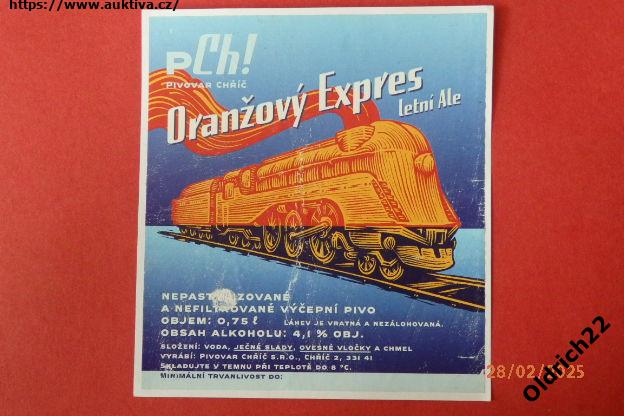 https://www.auktiva.cz/
PCh!
PIVOVAR CHŘÍČ
Oranžový Expres
letní Ale
NEPASTERIZOVANÉ
A NEFILTROVANÉ VÝČEPNÍ PIVO
OBJEM: 0,75 ℓ LÁHEV JE VRATNÁ A NEZÁLOHOVANÁ.
OBSAH ALKOHOLU: 4,1 % OBJ.
SLOŽENÍ: VODA, JEČNÉ SLADY, OVESNÉ VLOČKY A CHMEL
VYRÁBÍ: PIVOVAR CHŘÍČ S.R.O., CHŘÍČ 2, 331 41
SKLADUJTE V TEMNU PŘI TEPLOTĚ DO 8 °C.
MINIMÁLNÍ TRVANLIVOST DO:
28/02/2025
Oldrich22